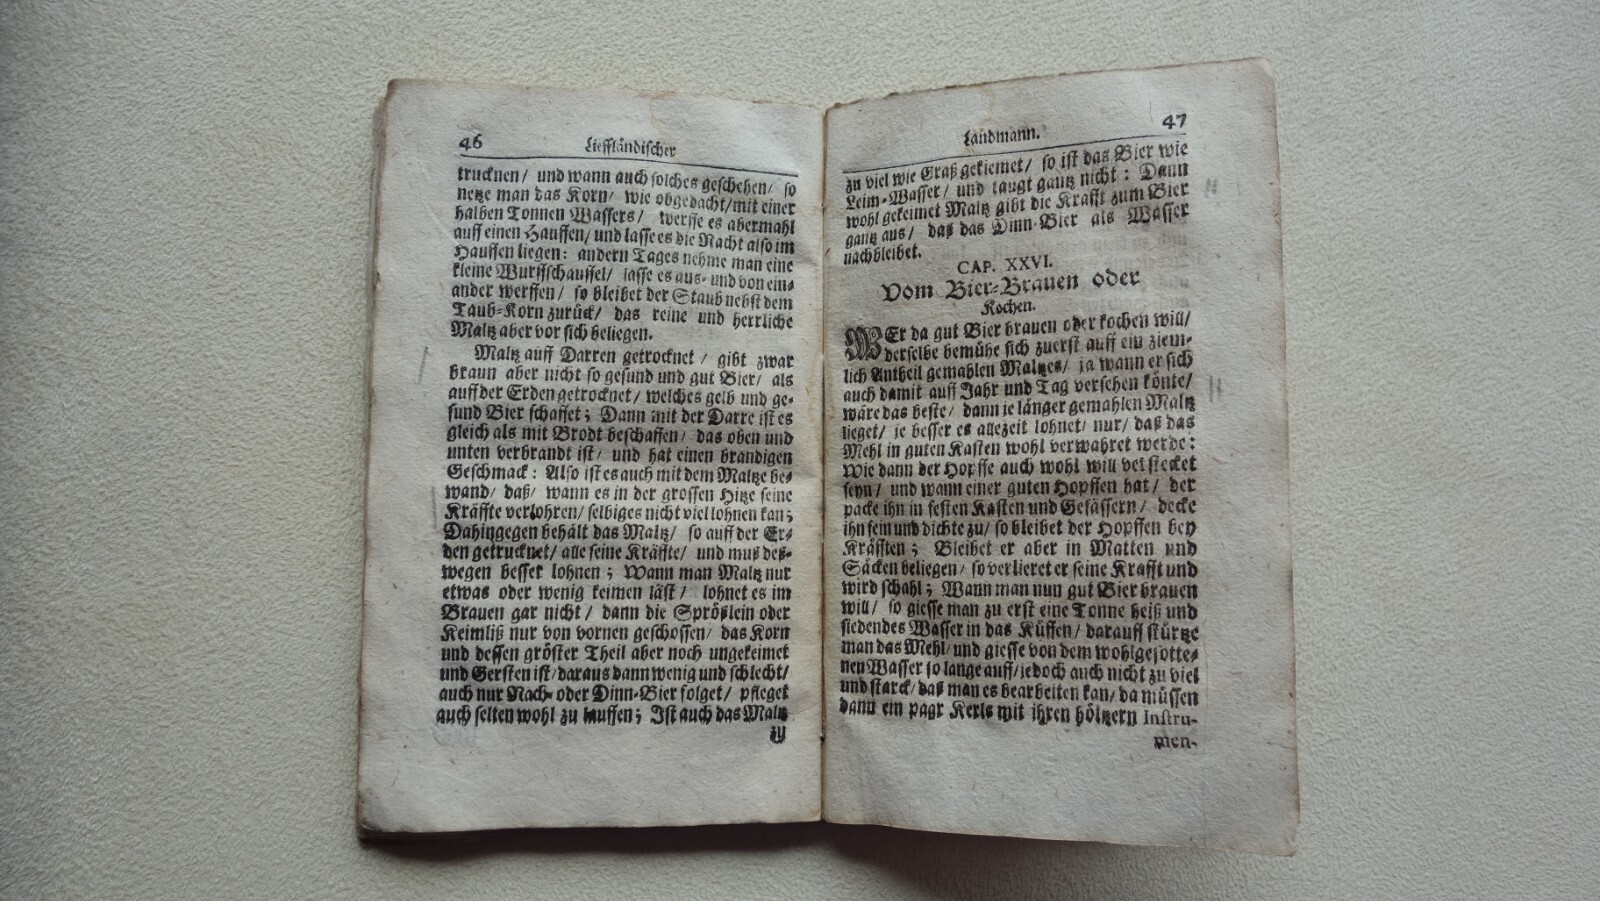 46
Lieffländischer
trucknen/ und wann auch solches geschehen/ so
netze man das Korn/ wie obgedacht/mit einer
halben Tonnen Wassers/ werffe es abermahl
auff einen Hauffen/und lasse es die Nacht also im
Hauffen liegen: andern Tages nehme man eine
kleine Wurffschauffel/ lasse es aus- und von ein-
ander werffen/ so bleibet der Staub nebst dem
Taub-Korn zurück/ das reine und herrliche
Maltz aber vor sich beliegen.
Maltz auff Darren getrocknet/ gibt zwar
braun aber nicht so gesund und gut Bier/ als
auff der Erden getrocknet/ welches gelb und ge-
sund Bier schaffet; Dann mit der Darre ist es
gleich als mit Brodt beschaffen/ das oben und
unten verbrandt ist/ und hat einen brandigen
Geschmack: Also ist es auch mit dem Maltze be-
wand/ daß/ wann es in der grossen Hitze seine
Kräffte verlohren/ selbiges nicht viel lohnen kan;
Dahingegen behält das Maltz/ so auff der Er-
den getrucknet/ alle seine Kräffte/ und muß deß-
wegen besser lohnen; Wann man Maltz nur
etwas oder wenig keimen läst/ lohnet es im
Brauen gar nicht/ dann die Sprößlein oder
Keimliß nur von vornen geschossen/ das Korn
und dessen gröster Theil aber noch ungekeimet
und Gersten ist/daraus dann wenig und schlecht/
auch nur Nach- oder Dinn-Bier folget/ pfleget
auch selten wohl zu lauffen; Ist auch das Maltz
zu
Landmann.
47
zu viel wie Graß gekiemet/ so ist das Bier wie
Leim-Wasser/ und taugt gantz nicht: Dann
wohl gekeimet Maltz gibt die Krafft zum Bier
gantz aus/ daß das Dinn-Bier als Wasser
nachbleibet.
CAP. XXVI.
Vom Bier-Brauen oder
Kochen.
WEr da gut Bier brauen oder kochen will/
derselbe bemühe sich zuerst auff ein ziem-
lich Antheil gemahlen Maltzes/ ja wann er sich
auch damit auff Jahr und Tag versehen könte/
wäre das beste/ dann je länger gemahlen Maltz
lieget/ je besser es allezeit lohnet/ nur/ daß das
Mehl in guten Kasten wohl verwahret werde:
Wie dann der Hopffe auch wohl will verstecket
seyn/ und wann einer guten Hopffen hat/ der
packe ihn in festen Kasten und Gefässern/ decke
ihn fein und dichte zu/ so bleibet der Hopffen bey
Kräfften; Bleibet er aber in Matten und
Säcken beliegen/ so verlieret er seine Krafft und
wird schahl; Wann man nun gut Bier brauen
will/ so giesse man zu erst eine Tonne heiß und
siedendes Wasser in das Küffen/ darauff stürtze
man das Mehl/ und giesse von dem wohlgesotte-
nen Wasser so lange auff/jedoch auch nicht zu viel
und starck/ daß man es bearbeiten kan/ da müssen
dann ein paar Kerls mit ihren höltzern Instru-
men-